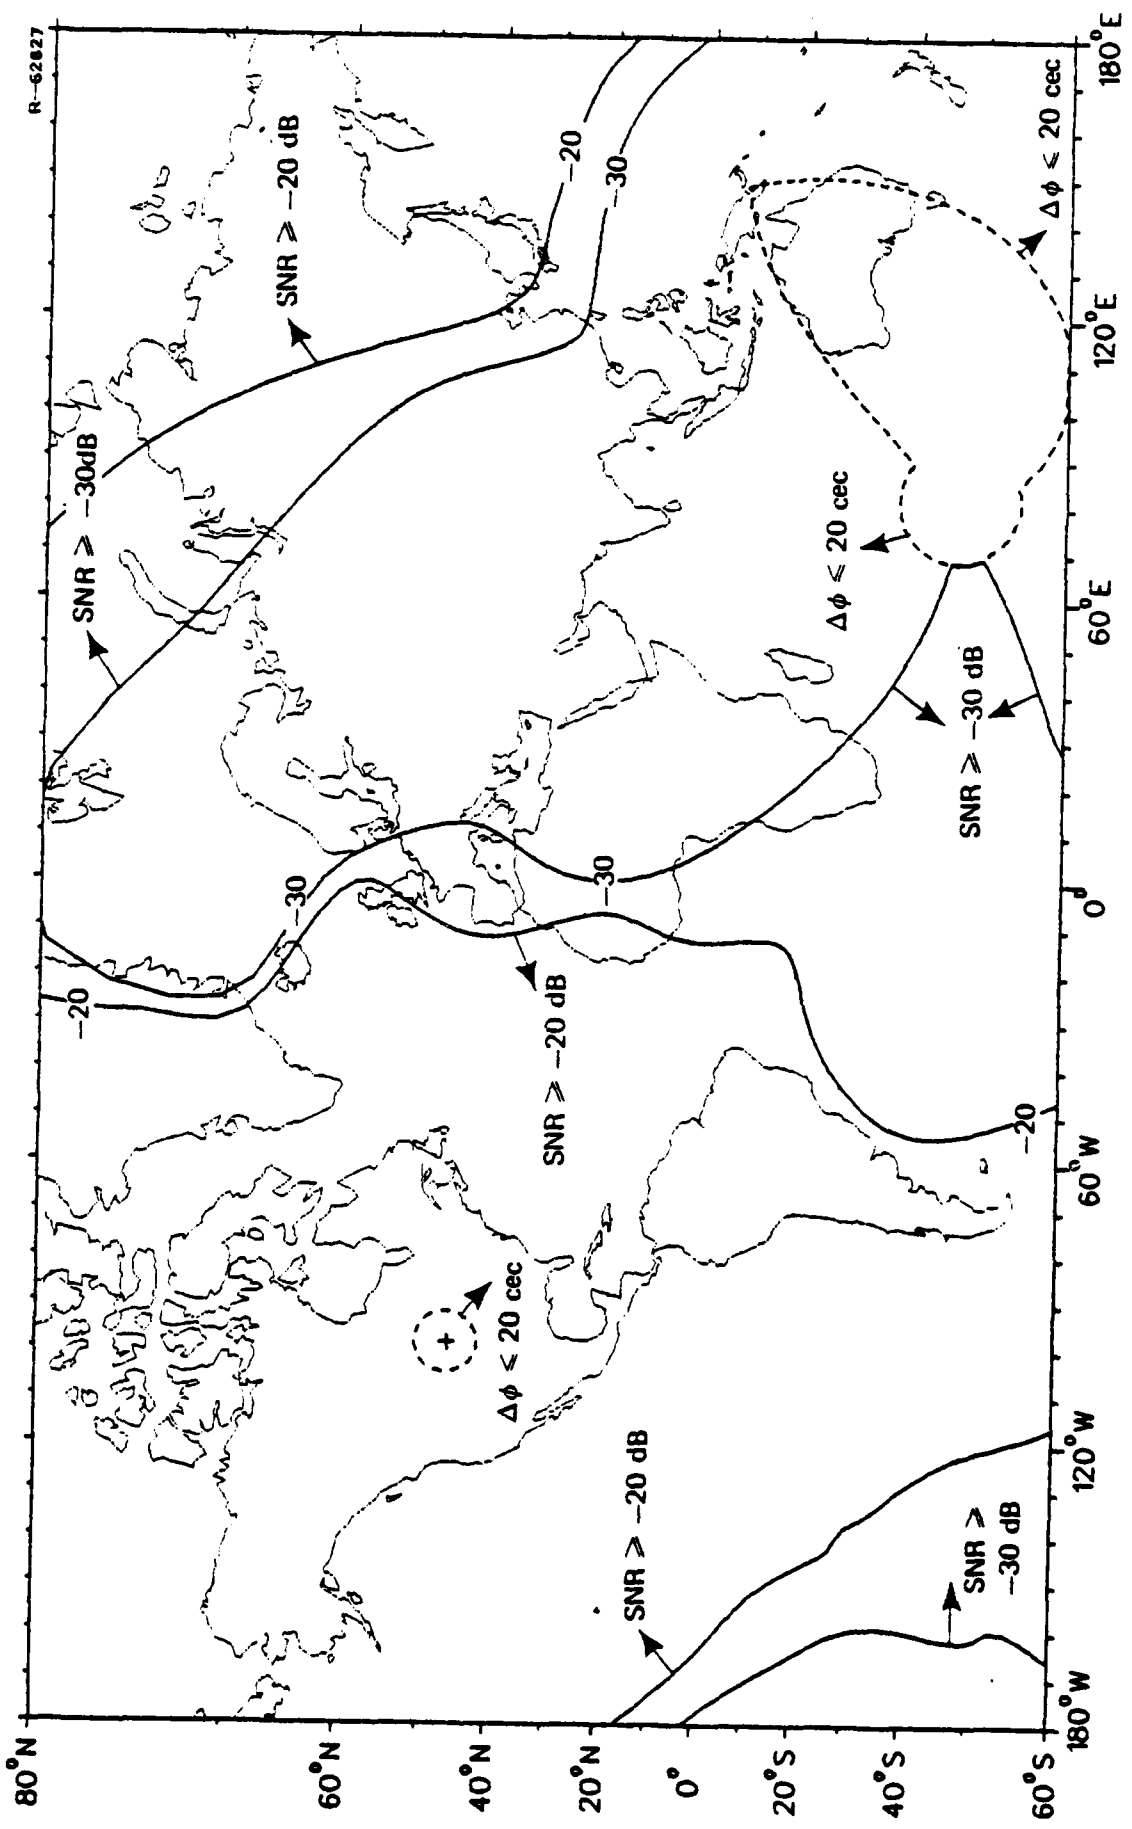 R-62827
SNR ⩾ -30dB
SNR ⩾ -20 dB
-20
-30
-20
-30
-30
SNR ⩾ -20 dB
Δϕ ⩽ 20 cec
Δϕ ⩽ 20 cec
Δϕ ⩽ 20 cec
SNR ⩾ -30 dB
SNR ⩾ -20 dB
SNR ⩾
-30 dB
-20
80°N
60°N
40°N
20°N
0°
20°S
40°S
60°S
180°W
120°W
60°W
0°
60°E
120°E
180°E